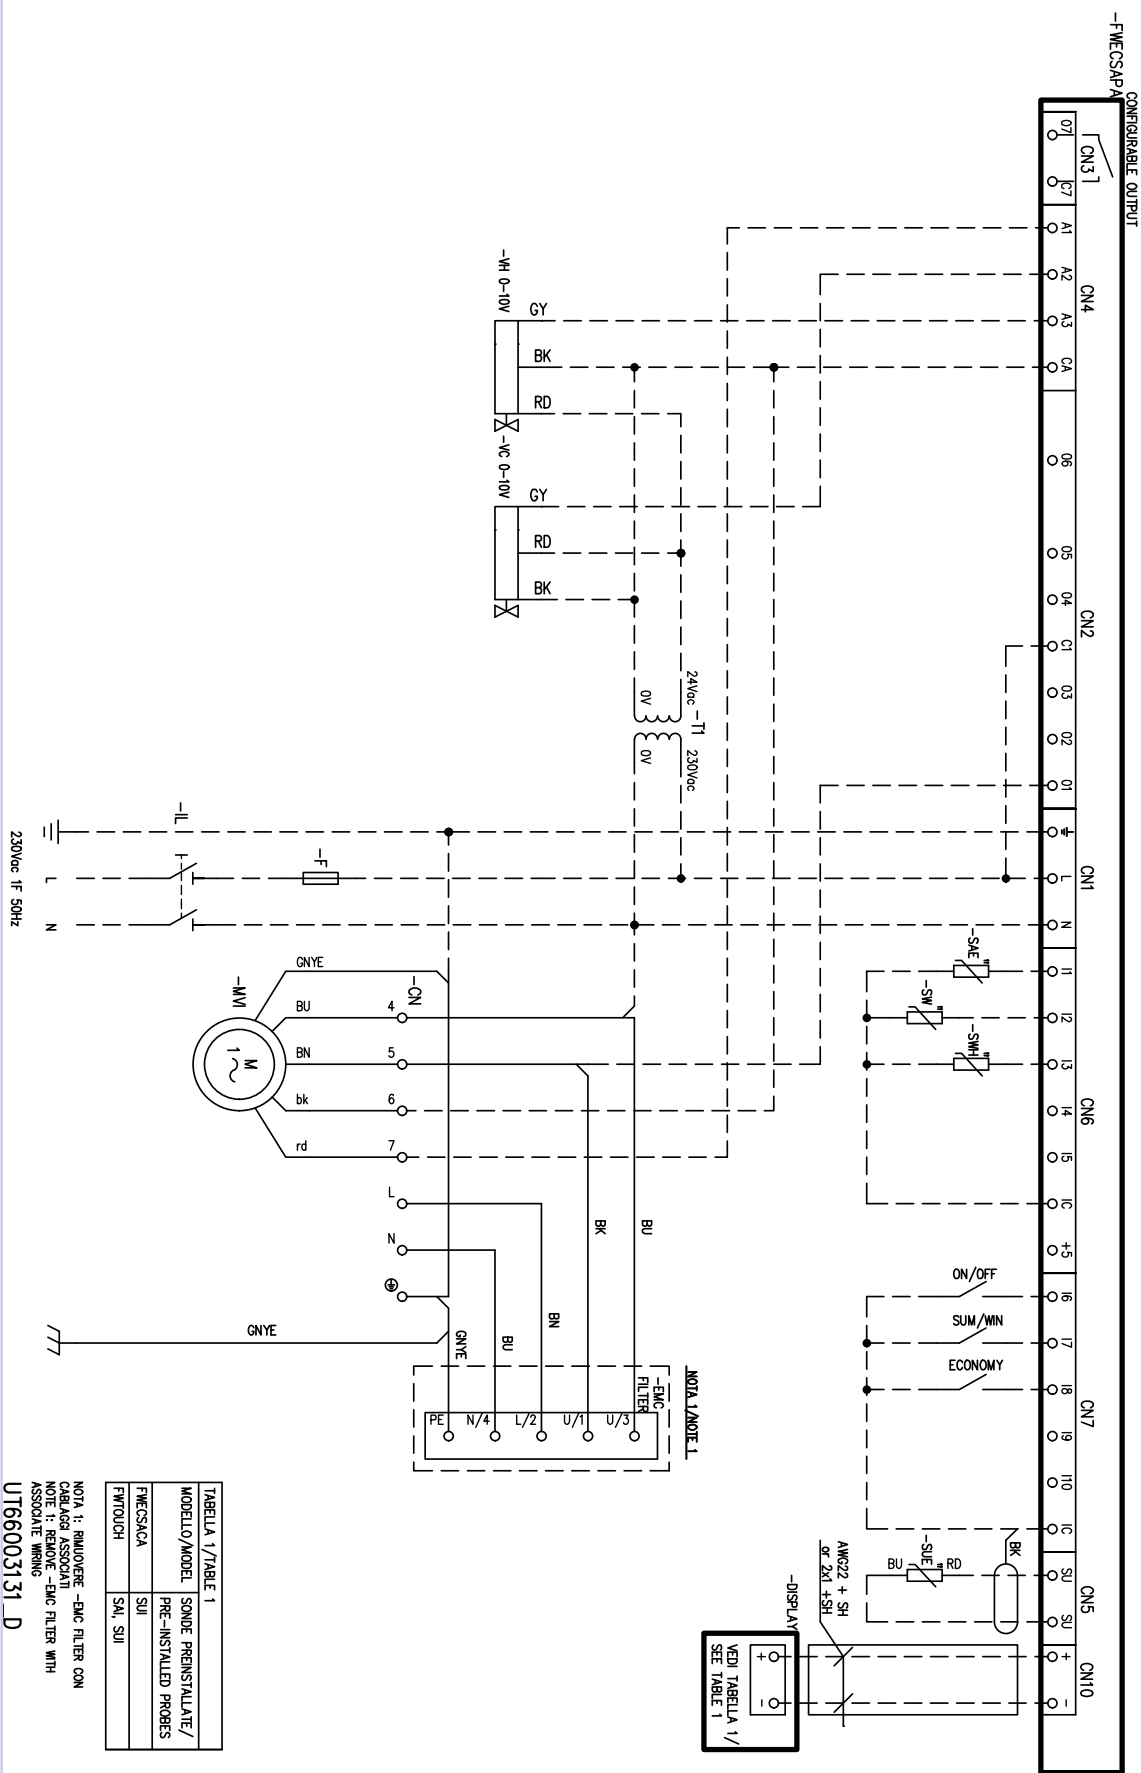 -FWECSAPA
CONFIGURABLE OUTPUT
O7
C7
CN3
A1
A2
A3
CA
CN4
O6
O5
O4
C1
O3
O2
O1
CN2
L
N
CN1
I1
I2
I3
I4
I5
IC
+5
CN6
I6
I7
I8
I9
I10
IC
CN7
SU
SU
CN5
+
-
CN10
-VH 0-10V
GY
BK
RD
-VC 0-10V
GY
RD
BK
24Vac
0V
-T1
230Vac
0V
-IL
-F
L
N
230Vac 1F 50Hz
-SAE
-SW
-SWH
ON/OFF
SUM/WIN
ECONOMY
-SUE
BU
RD
BK
AWG22 + SH
or 2x1 +SH
-DISPLAY
+
-
VEDI TABELLA 1/
SEE TABLE 1
-MVI
M
1
GNYE
BU
BN
bk
rd
-CN
4
5
6
7
L
N
BU
BK
BN
BU
GNYE
GNYE
NOTA 1/NOTE 1
-EMC
FILTER
PE
N/4
L/2
U/1
U/3
TABELLA 1/TABLE 1
MODELLO/MODEL
SONDE PREINSTALLATE/
PRE-INSTALLED PROBES
FWECSACA
SUI
FWTOUCH
SAI, SUI
NOTA 1: RIMUOVERE -EMC FILTER CON
CABLAGGI ASSOCIATI
NOTE 1: REMOVE -EMC FILTER WITH
ASSOCIATE WIRING
UT66003131_D